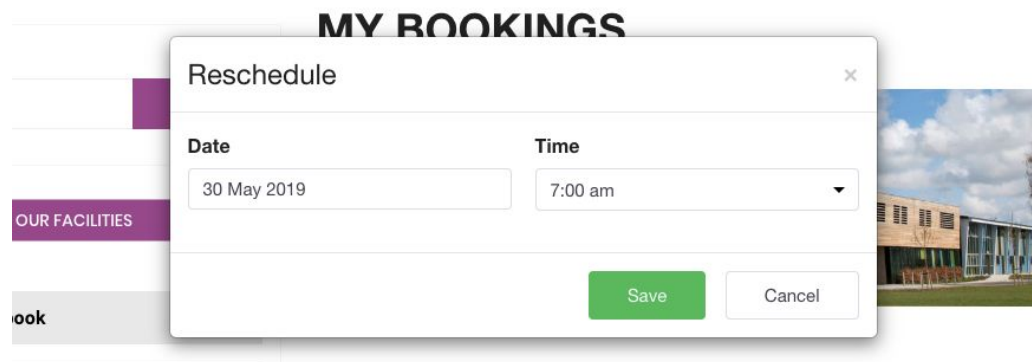 MY BOOKINGS
Reschedule
×
Date
Time
30 May 2019
7:00 am
OUR FACILITIES
Save
Cancel